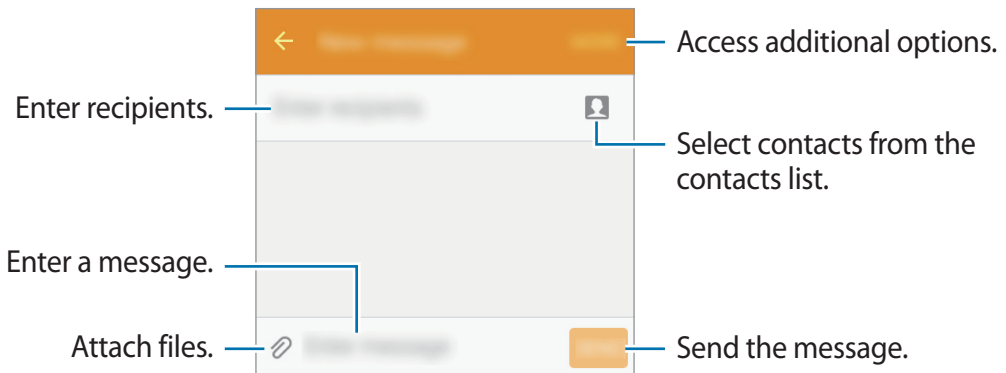 Access additional options.
Enter recipients.
Select contacts from the
contacts list.
Enter a message.
Attach files.
Send the message.